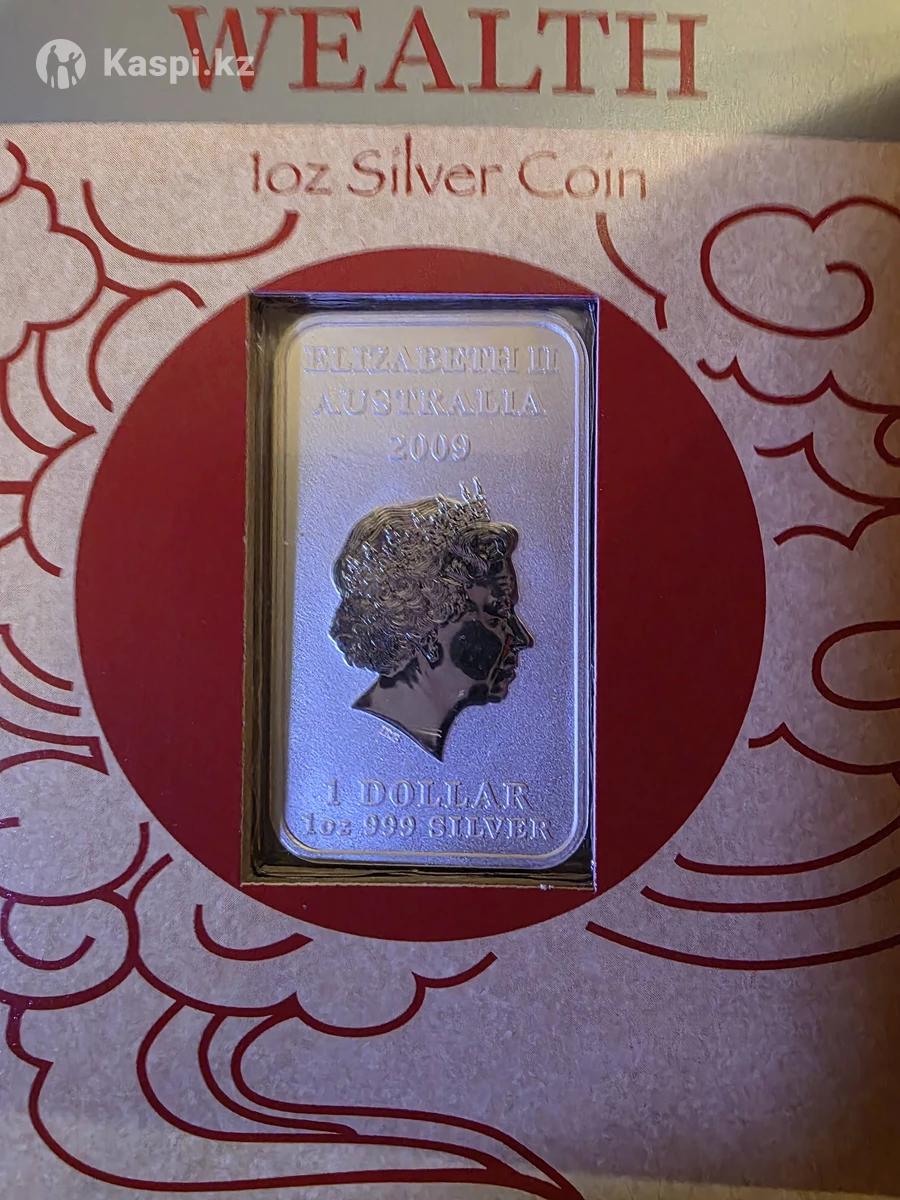 WEALTH
Kaspi.kz
1oz Silver Coin
ELIZABETH II
AUSTRALIA
2009
1 DOLLAR
1oz 999 SILVER